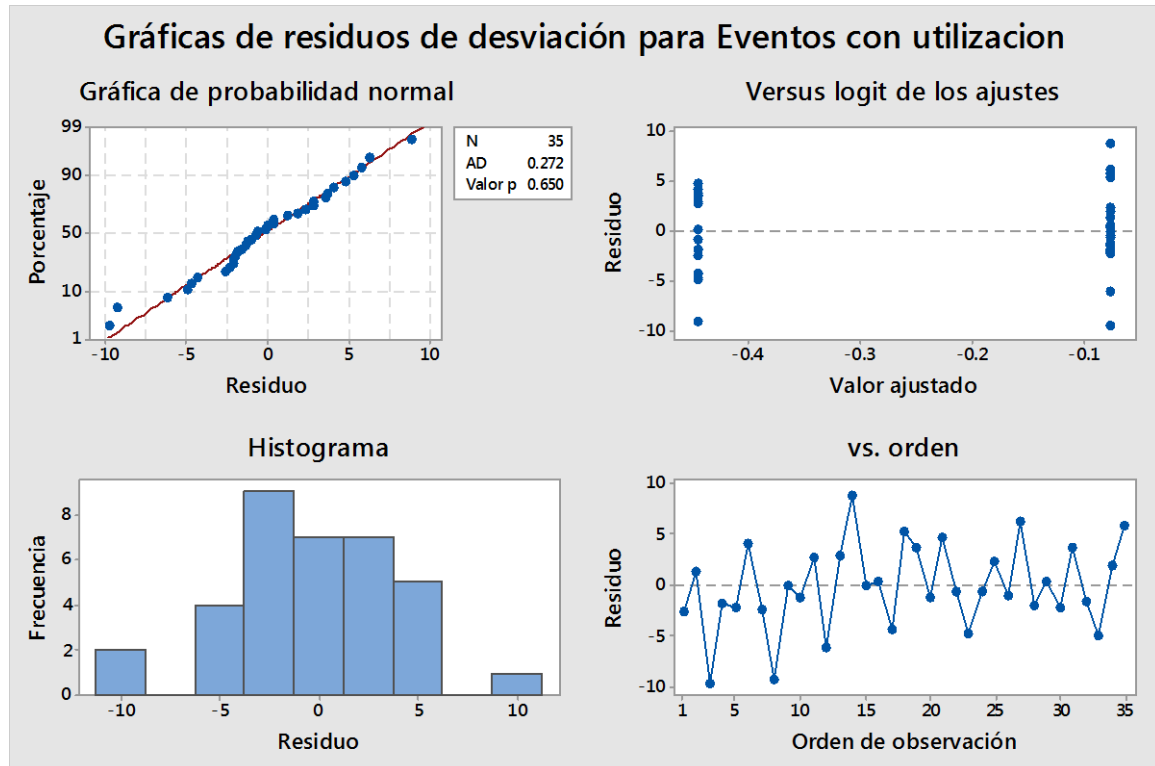 Gráficas de residuos de desviación para Eventos con utilizacion
Gráfica de probabilidad normal
99
90
50
10
1
Porcentaje
-10 -5 0 5 10
Residuo
N 35
AD 0.272
Valor p 0.650
Versus logit de los ajustes
10
5
0
-5
-10
Residuo
-0.4 -0.3 -0.2 -0.1
Valor ajustado
Histograma
8
6
4
2
0
Frecuencia
-10 -5 0 5 10
Residuo
vs. orden
10
5
0
-5
-10
Residuo
1 5 10 15 20 25 30 35
Orden de observación